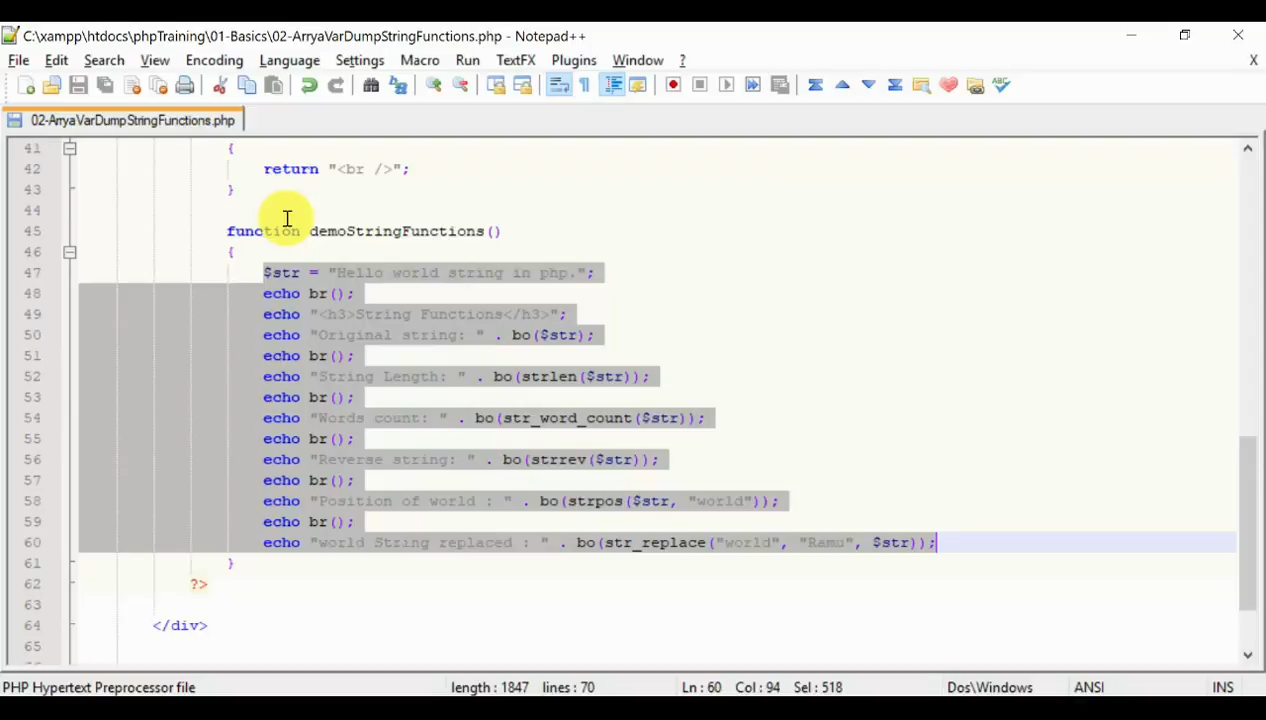 C:\xampp\htdocs\phpTraining\01-Basics\02-ArryaVarDumpStringFunctions.php - Notepad++
File Edit Search View Encoding Language Settings Macro Run TextFX Plugins Window ? X
02-ArryaVarDumpStringFunctions.php
41 {
42 return "<br />";
43 }
44
45 function demoStringFunctions()
46 {
47 $str = "Hello world string in php.";
48 echo br();
49 echo "<h3>String Functions</h3>";
50 echo "Original string: " . bo($str);
51 echo br();
52 echo "String Length: " . bo(strlen($str));
53 echo br();
54 echo "Words count: " . bo(str_word_count($str));
55 echo br();
56 echo "Reverse string: " . bo(strrev($str));
57 echo br();
58 echo "Position of world : " . bo(strpos($str, "world"));
59 echo br();
60 echo "world String replaced : " . bo(str_replace("world", "Ramu", $str));
61 }
62 ?>
63
64 </div>
65
PHP Hypertext Preprocessor file length : 1847 lines : 70 Ln : 60 Col : 94 Sel : 518 Dos\Windows ANSI INS